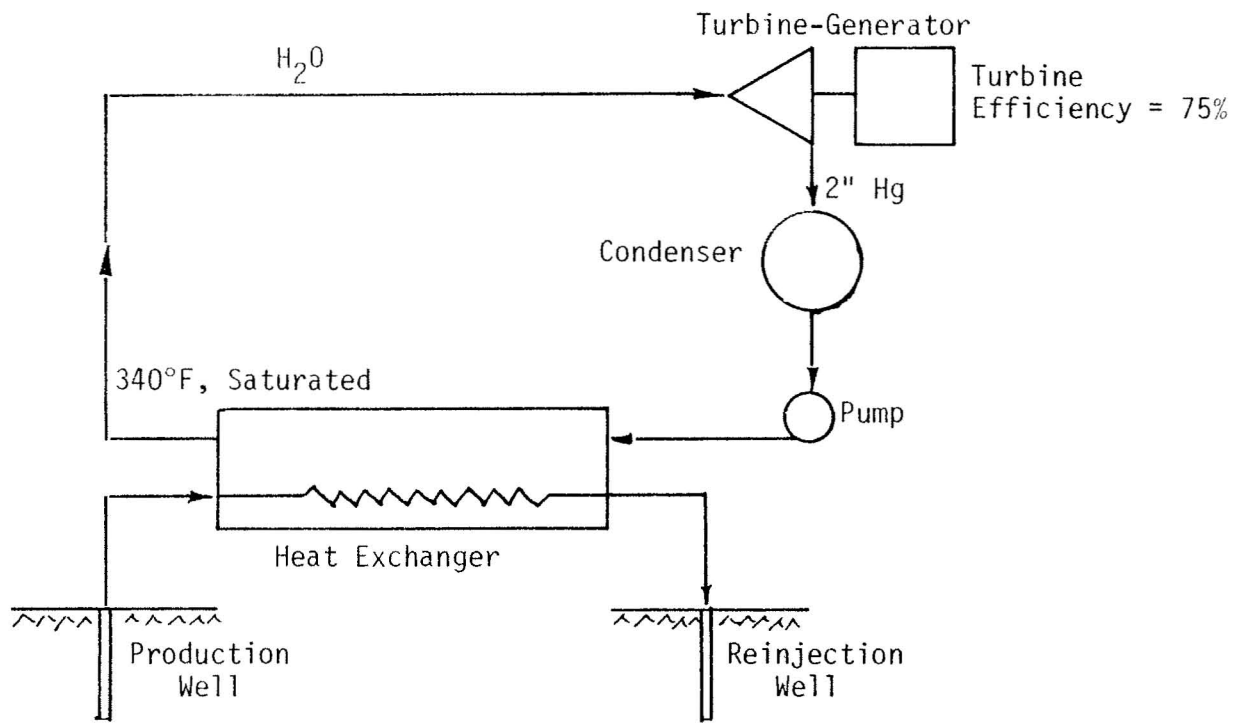 Turbine-Generator
H₂O
Turbine
Efficiency = 75%
2" Hg
Condenser
340°F, Saturated
Pump
Heat Exchanger
Production
Well
Reinjection
Well